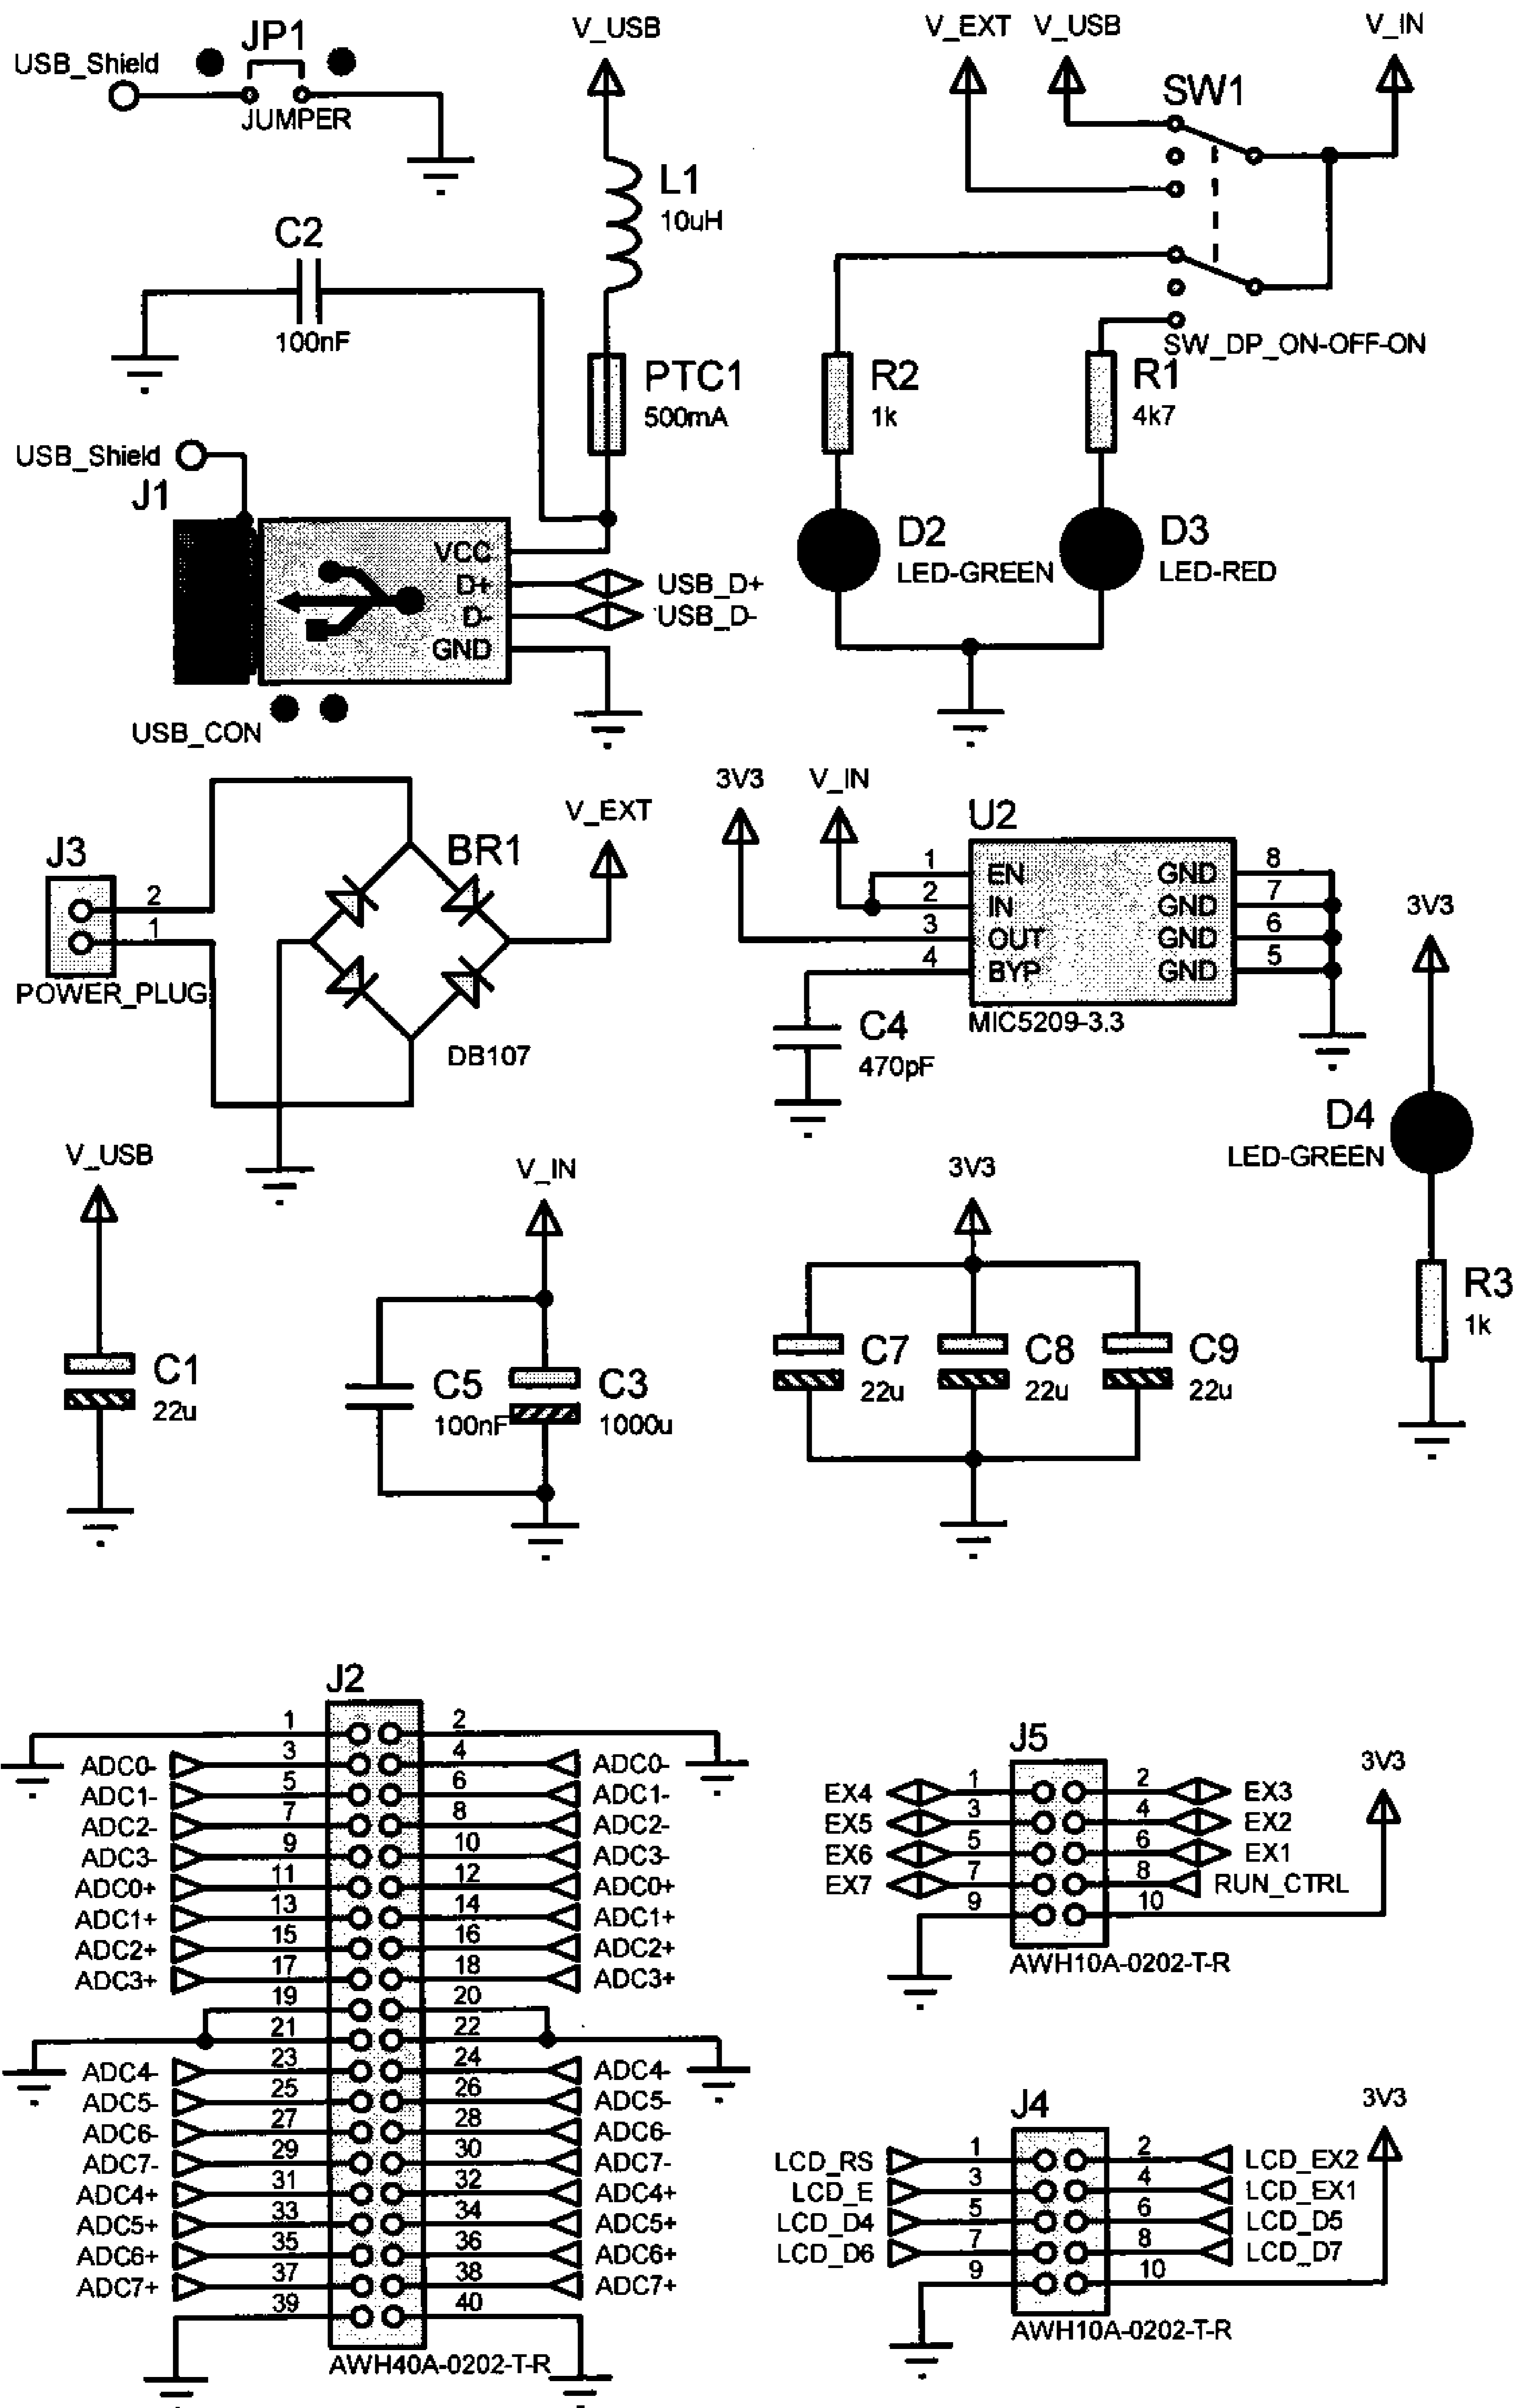 JP1
USB_Shield
JUMPER
V_USB
L1
10uH
C2
100nF
PTC1
500mA
USB_Shield
J1
VCC
D+
D-
GND
USB_D+
USB_D-
USB_CON
V_EXT V_USB V_IN
SW1
SW_DP_ON-OFF-ON
R2
1k
R1
4k7
D2
LED-GREEN
D3
LED-RED
J3
2
1
POWER_PLUG
BR1
DB107
V_EXT
3V3 V_IN
U2
1 EN GND 8
2 IN GND 7
3 OUT GND 6
4 BYP GND 5
MIC5209-3.3
C4
470pF
3V3
D4
LED-GREEN
R3
1k
V_USB
C1
22u
V_IN
C5
100nF
C3
1000u
3V3
C7
22u
C8
22u
C9
22u
J2
1 2
ADC0- 3 4 ADC0-
ADC1- 5 6 ADC1-
ADC2- 7 8 ADC2-
ADC3- 9 10 ADC3-
ADC0+ 11 12 ADC0+
ADC1+ 13 14 ADC1+
ADC2+ 15 16 ADC2+
ADC3+ 17 18 ADC3+
19 20
21 22
ADC4- 23 24 ADC4-
ADC5- 25 26 ADC5-
ADC6- 27 28 ADC6-
ADC7- 29 30 ADC7-
ADC4+ 31 32 ADC4+
ADC5+ 33 34 ADC5+
ADC6+ 35 36 ADC6+
ADC7+ 37 38 ADC7+
39 40
AWH40A-0202-T-R
J5
3V3
EX4 1 2 EX3
EX5 3 4 EX2
EX6 5 6 EX1
EX7 7 8 RUN_CTRL
9 10
AWH10A-0202-T-R
J4
3V3
LCD_RS 1 2 LCD_EX2
LCD_E 3 4 LCD_EX1
LCD_D4 5 6 LCD_D5
LCD_D6 7 8 LCD_D7
9 10
AWH10A-0202-T-R